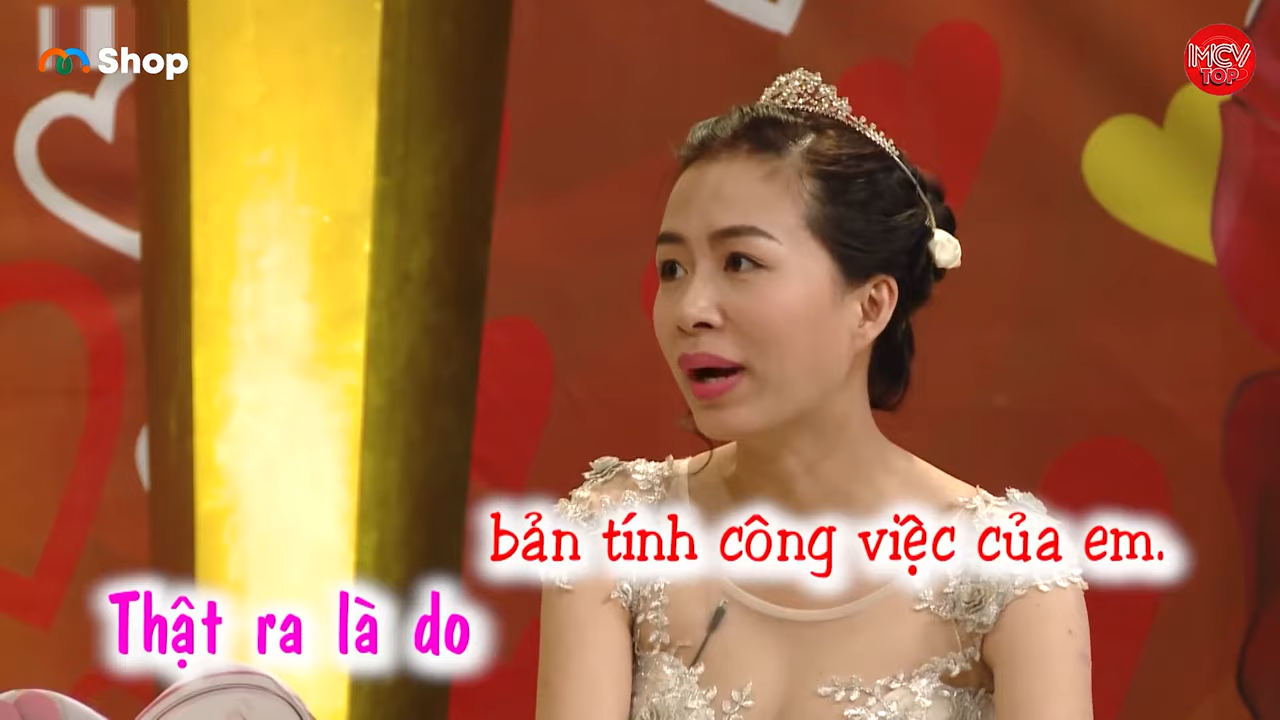 Shop
MCV
TOP
Thật ra là do
bản tính công việc của em.